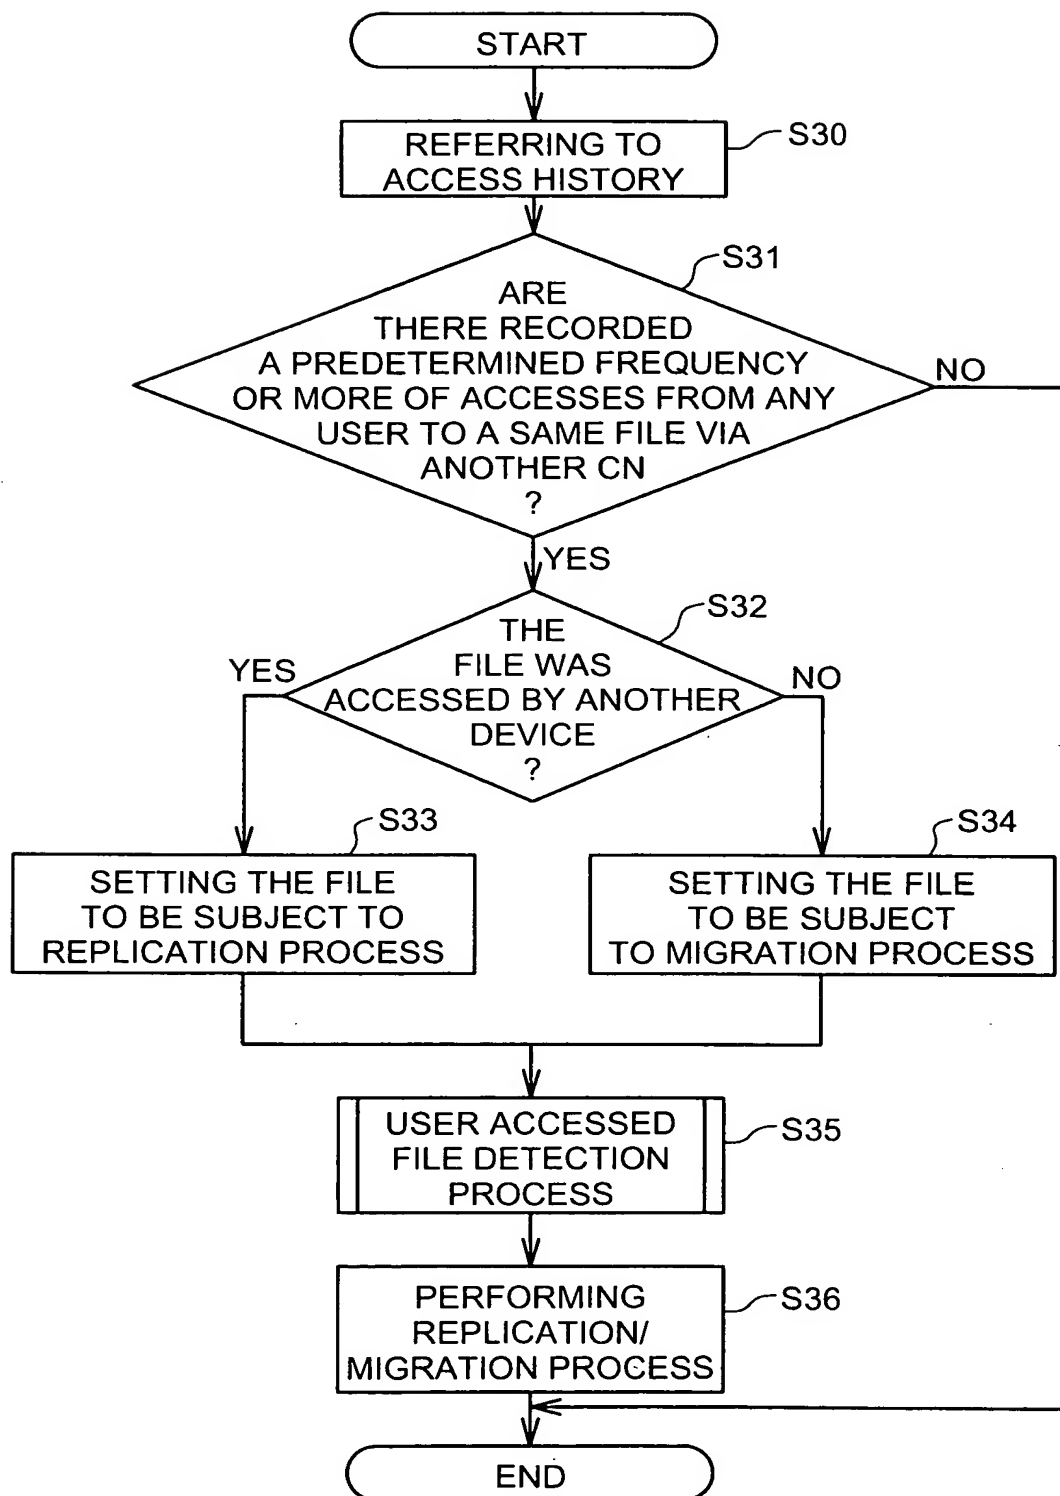 START
REFERRING TO
ACCESS HISTORY
S30
S31
ARE
THERE RECORDED
A PREDETERMINED FREQUENCY
OR MORE OF ACCESSES FROM ANY
USER TO A SAME FILE VIA
ANOTHER CN
?
NO
YES
S32
THE
FILE WAS
ACCESSED BY ANOTHER
DEVICE
?
YES
NO
S33
SETTING THE FILE
TO BE SUBJECT TO
REPLICATION PROCESS
S34
SETTING THE FILE
TO BE SUBJECT
TO MIGRATION PROCESS
USER ACCESSED
FILE DETECTION
PROCESS
S35
PERFORMING
REPLICATION/
MIGRATION PROCESS
S36
END